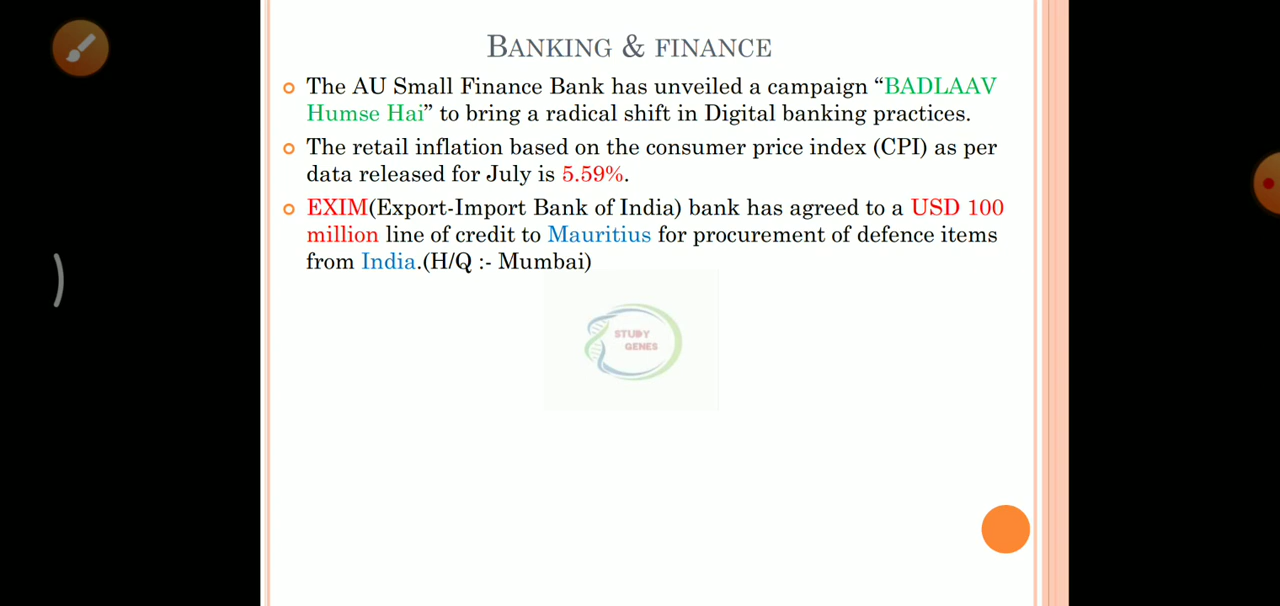 BANKING & FINANCE
The AU Small Finance Bank has unveiled a campaign “BADLAAV
Humse Hai” to bring a radical shift in Digital banking practices.
The retail inflation based on the consumer price index (CPI) as per
data released for July is 5.59%.
EXIM(Export-Import Bank of India) bank has agreed to a USD 100
million line of credit to Mauritius for procurement of defence items
from India.(H/Q :- Mumbai)
STUDY
GENES